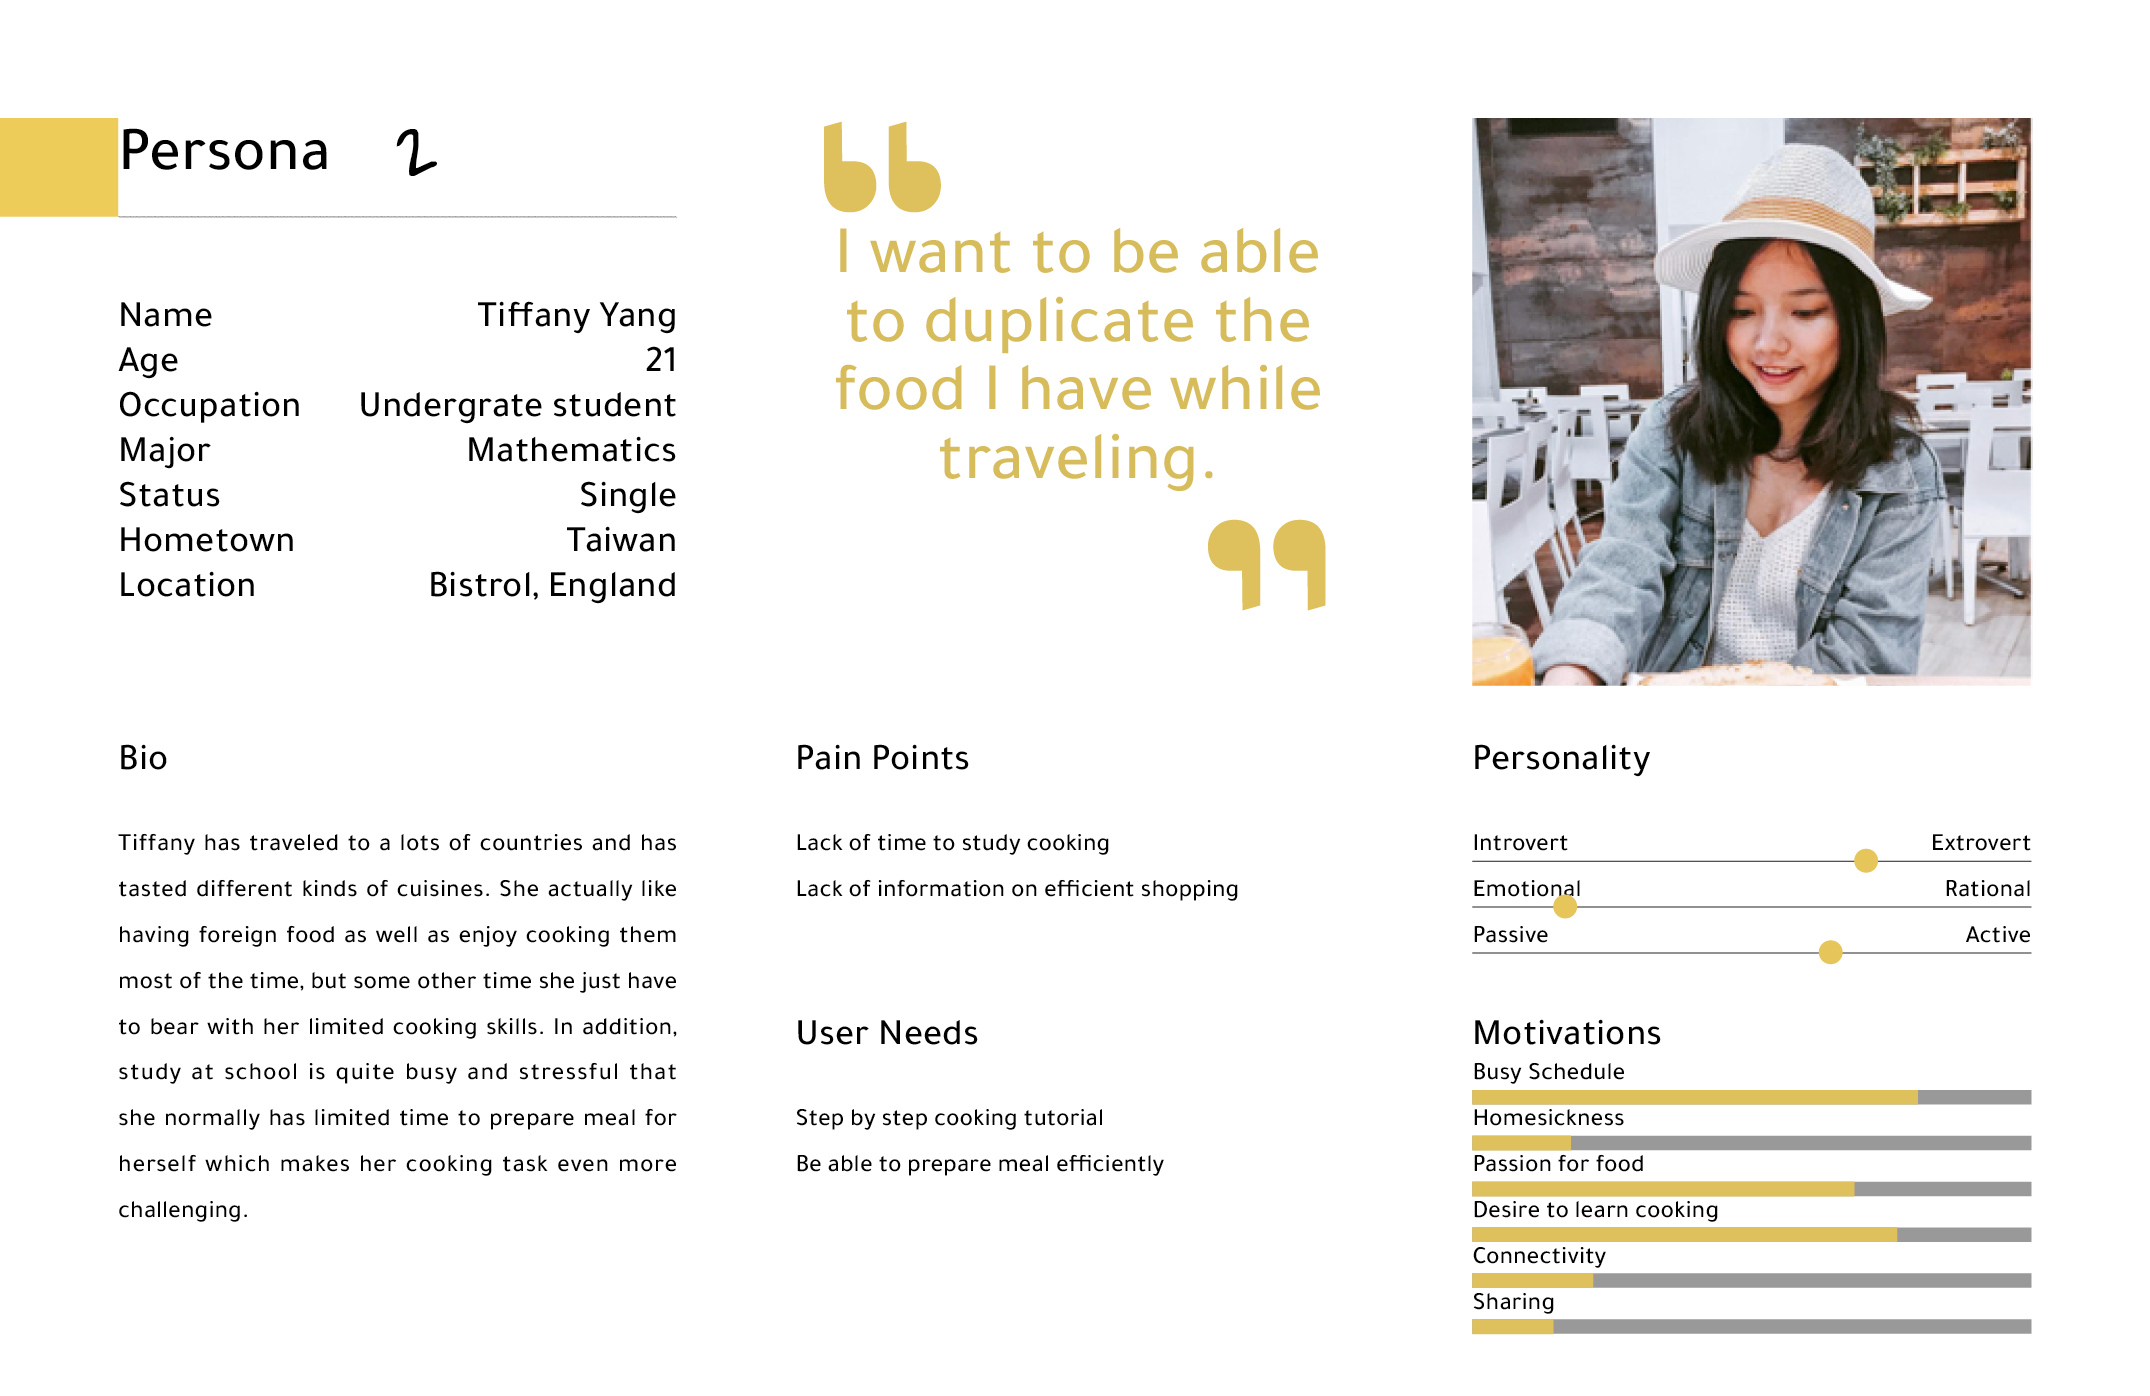 Persona 2
Name Tiffany Yang
Age 21
Occupation Undergrate student
Major Mathematics
Status Single
Hometown Taiwan
Location Bistrol, England
“
I want to be able
to duplicate the
food I have while
traveling.
”
Bio
Tiffany has traveled to a lots of countries and has
tasted different kinds of cuisines. She actually like
having foreign food as well as enjoy cooking them
most of the time, but some other time she just have
to bear with her limited cooking skills. In addition,
study at school is quite busy and stressful that
she normally has limited time to prepare meal for
herself which makes her cooking task even more
challenging.
Pain Points
Lack of time to study cooking
Lack of information on efficient shopping
User Needs
Step by step cooking tutorial
Be able to prepare meal efficiently
Personality
Introvert Extrovert
Emotional Rational
Passive Active
Motivations
Busy Schedule
Homesickness
Passion for food
Desire to learn cooking
Connectivity
Sharing